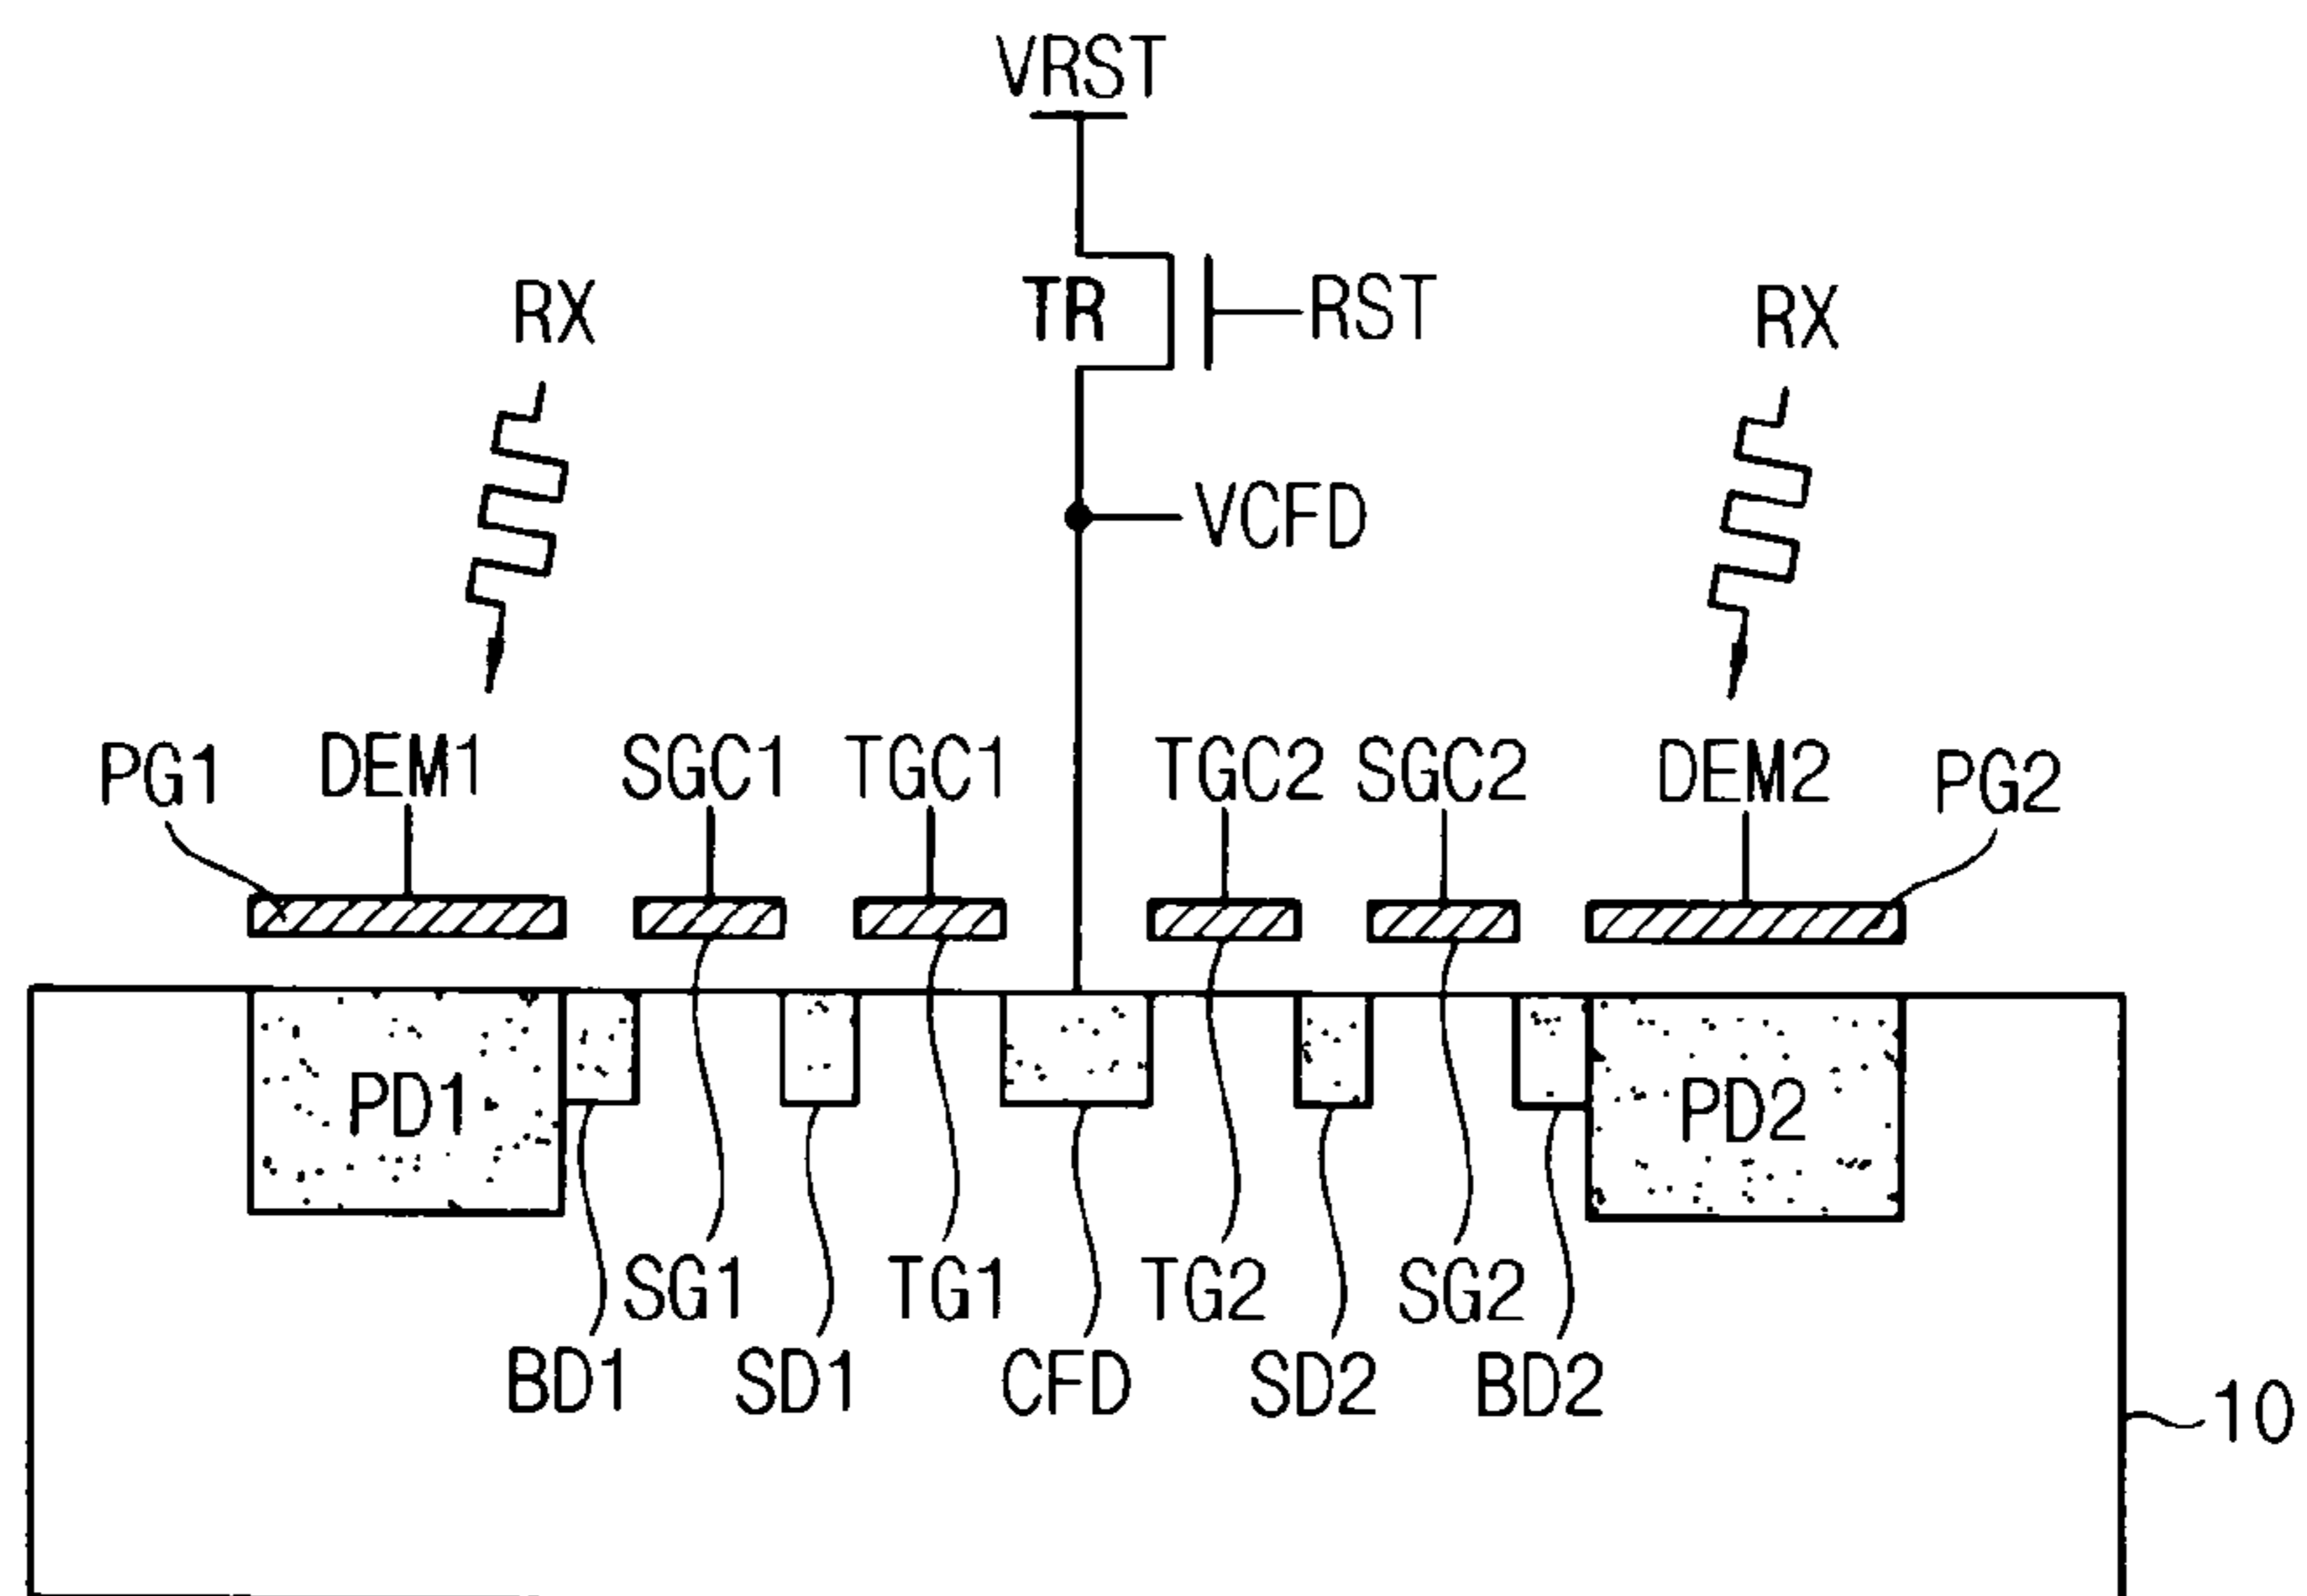 VRST
RX TR RST RX
VCFD
PG1 DEM1 SGC1 TGC1 TGC2 SGC2 DEM2 PG2
PD1 PD2
SG1 TG1 TG2 SG2
BD1 SD1 CFD SD2 BD2
10